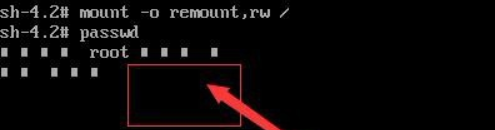 sh-4.2# mount -o remount,rw /
sh-4.2# passwd
■ ■ ■ ■ root ■ ■ ■ ■
■ ■ ■ ■ ■